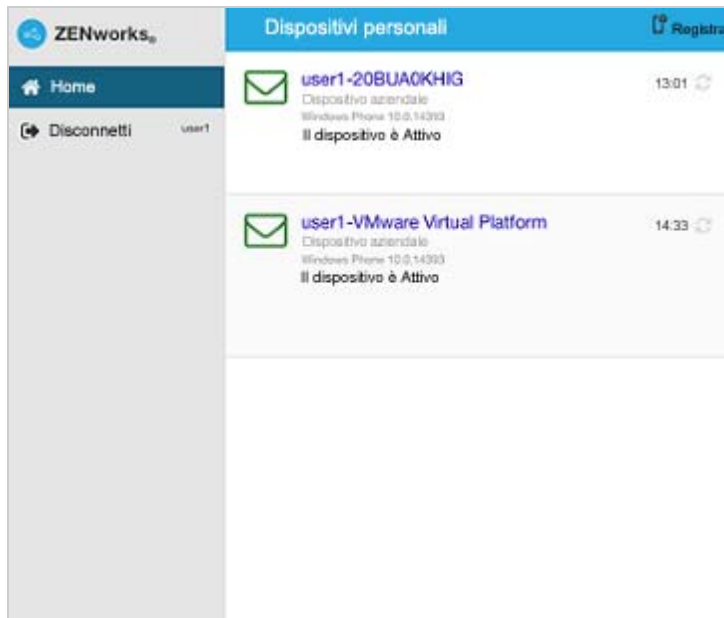 ZENworks®
Dispositivi personali
Registra
Home
Disconnetti user1
user1-20BUA0KHIG 13:01
Dispositivo aziendale
Windows Phone 10.0.14393
Il dispositivo è Attivo
user1-VMware Virtual Platform 14:33
Dispositivo aziendale
Windows Phone 10.0.14393
Il dispositivo è Attivo